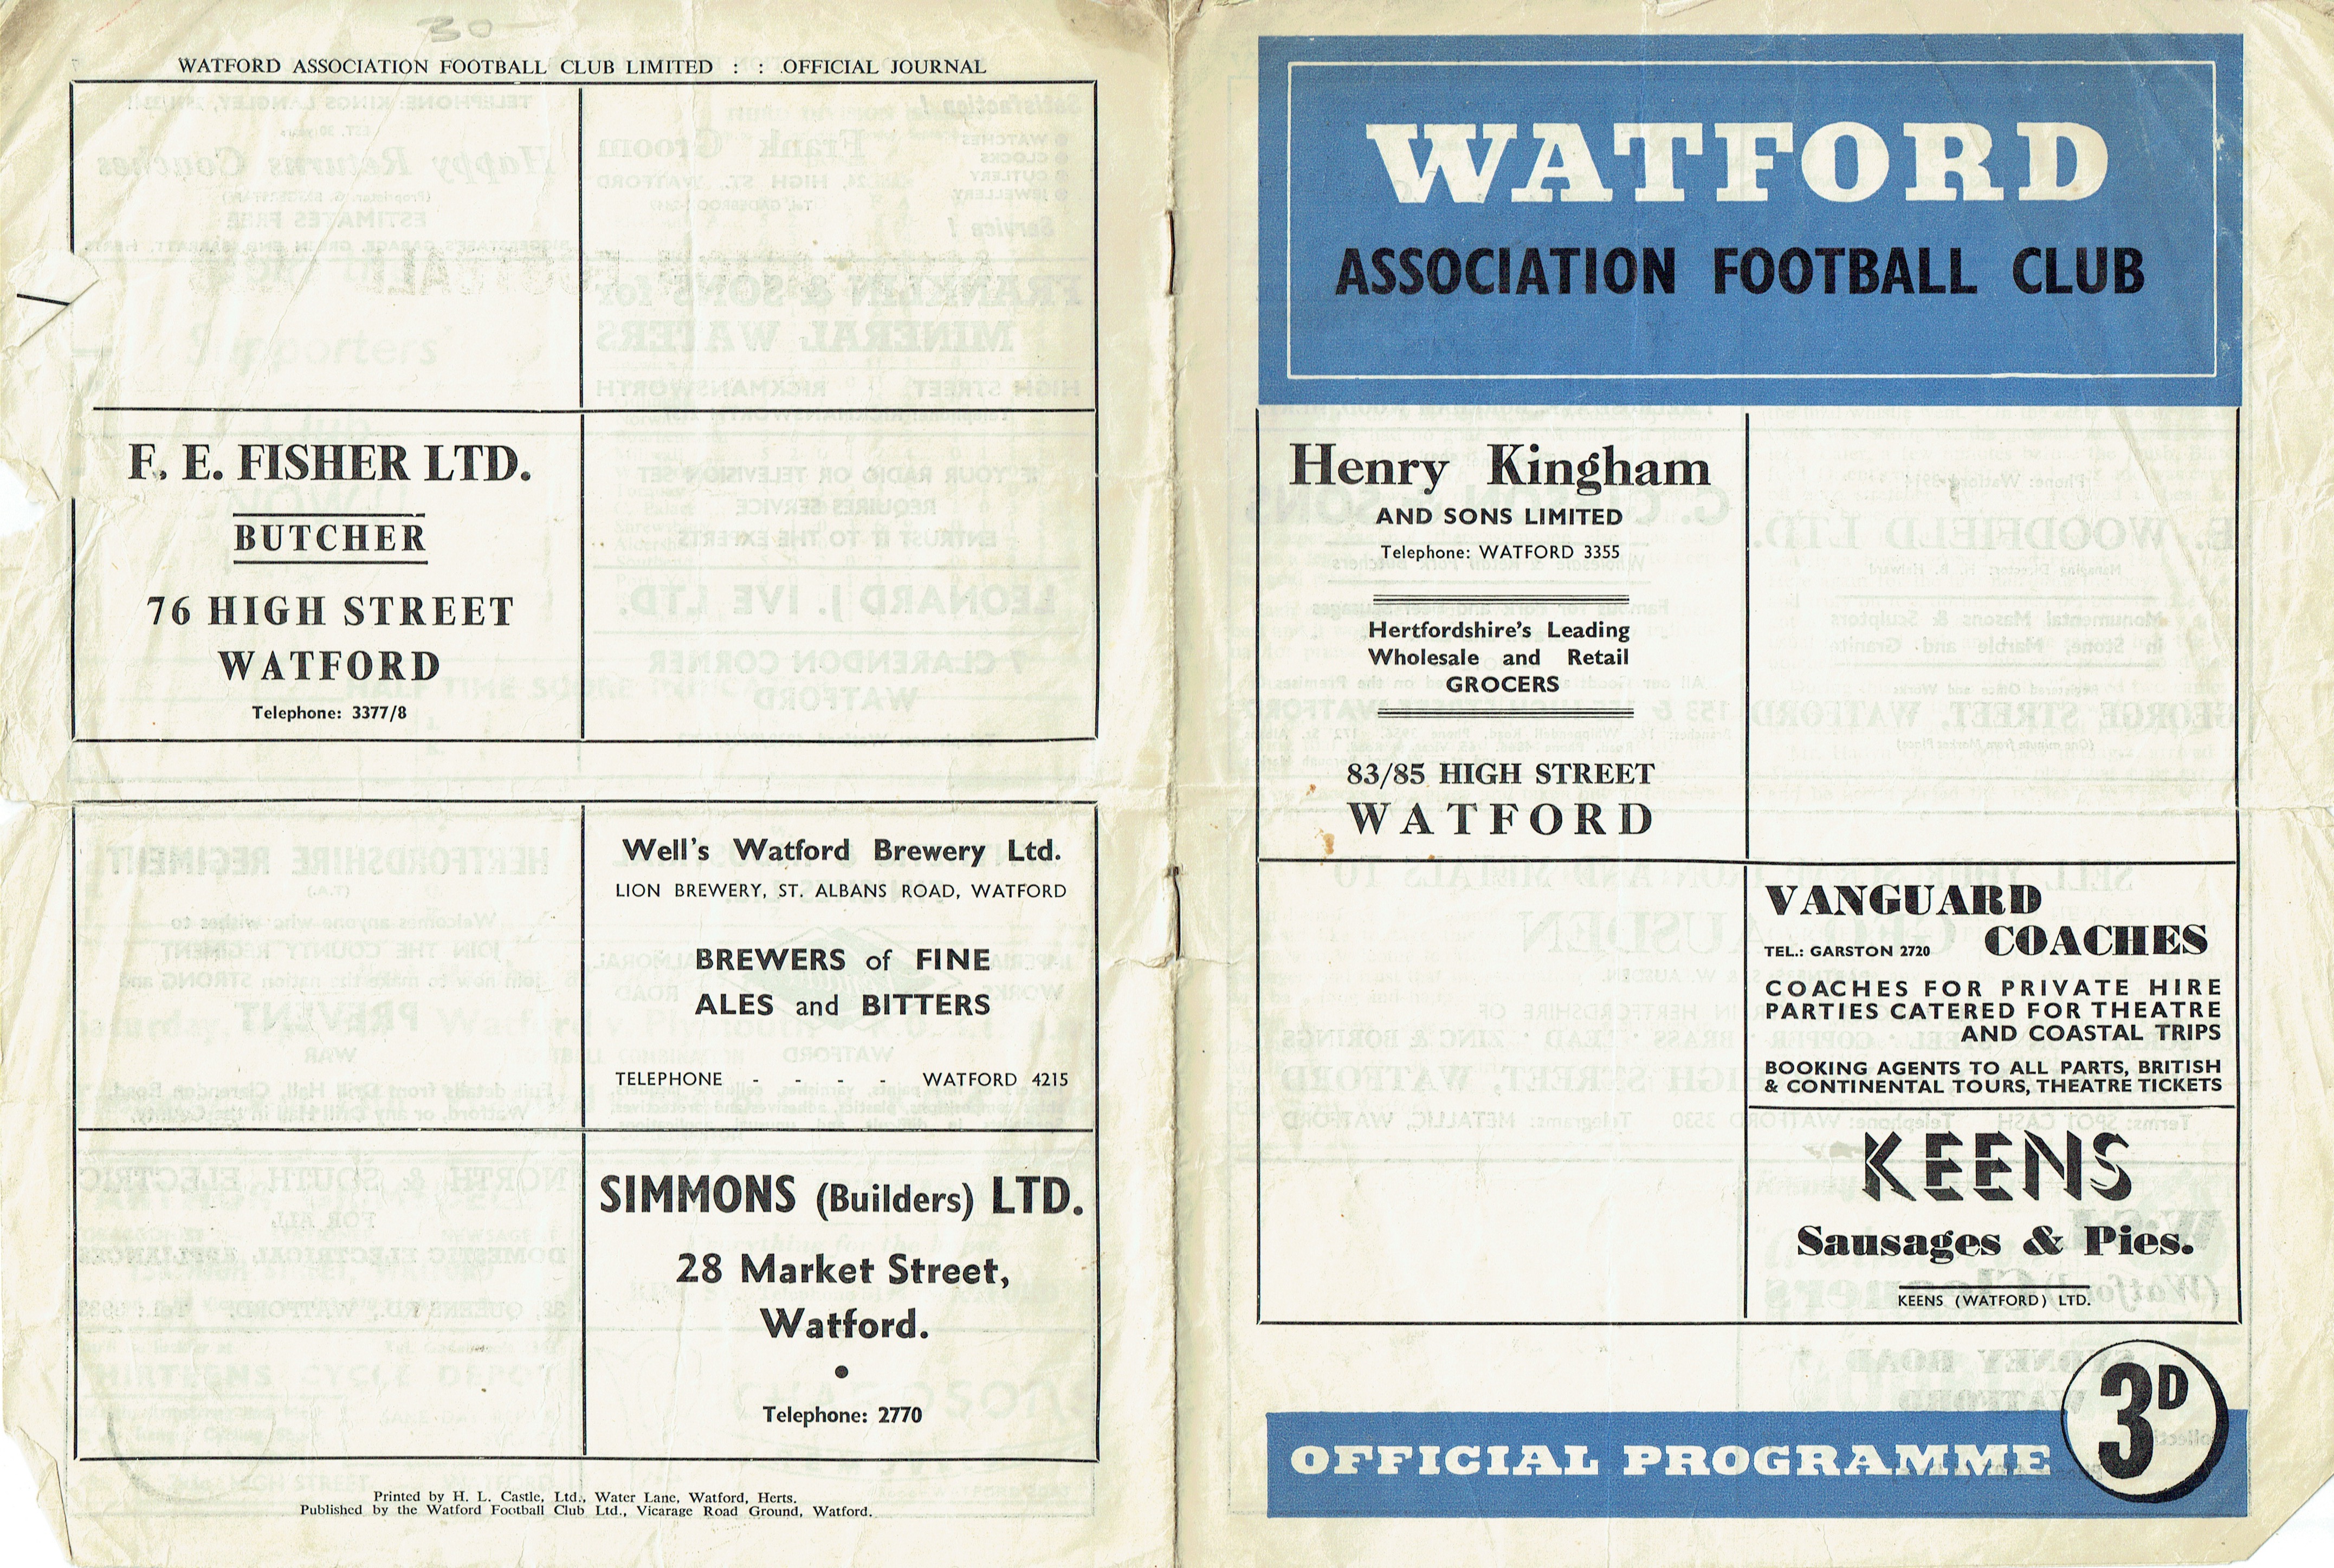 30
WATFORD ASSOCIATION FOOTBALL CLUB LIMITED : : OFFICIAL JOURNAL
F. E. FISHER LTD.
BUTCHER
76 HIGH STREET
WATFORD
Telephone: 3377/8
Well's Watford Brewery Ltd.
LION BREWERY, ST. ALBANS ROAD, WATFORD
BREWERS of FINE
ALES and BITTERS
TELEPHONE - - - - WATFORD 4215
SIMMONS (Builders) LTD.
28 Market Street,
Watford.
Telephone: 2770
Printed by H. L. Castle, Ltd., Water Lane, Watford, Herts.
Published by the Watford Football Club Ltd., Vicarage Road Ground, Watford.
WATFORD
ASSOCIATION FOOTBALL CLUB
Henry Kingham
AND SONS LIMITED
Telephone: WATFORD 3355
Hertfordshire's Leading
Wholesale and Retail
GROCERS
83/85 HIGH STREET
WATFORD
VANGUARD
COACHES
TEL.: GARSTON 2720
COACHES FOR PRIVATE HIRE
PARTIES CATERED FOR THEATRE
AND COASTAL TRIPS
BOOKING AGENTS TO ALL PARTS, BRITISH
& CONTINENTAL TOURS, THEATRE TICKETS
KEENS
Sausages & Pies.
KEENS (WATFORD) LTD.
3D
OFFICIAL PROGRAMME